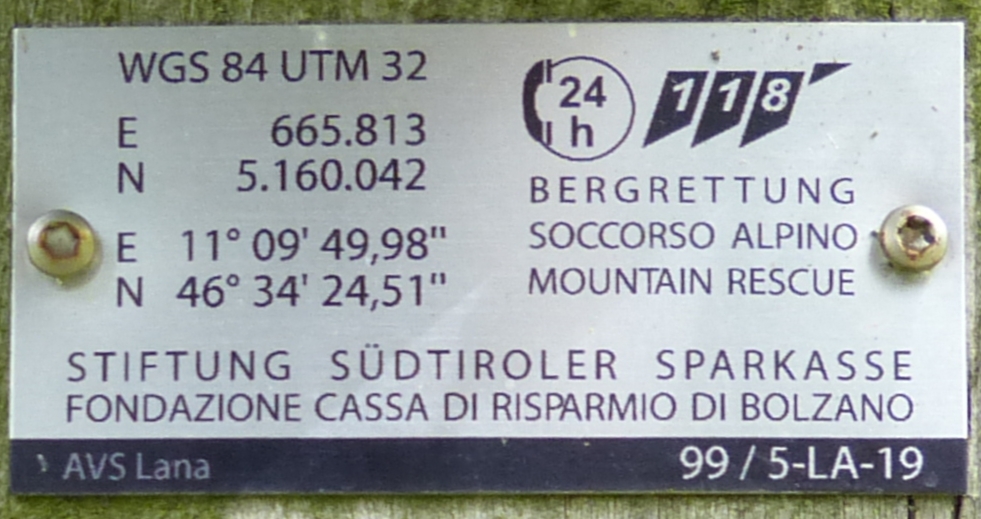 WGS 84 UTM 32
E 665.813
N 5.160.042
E 11° 09' 49,98"
N 46° 34' 24,51"
24 h
118
BERGRETTUNG
SOCCORSO ALPINO
MOUNTAIN RESCUE
STIFTUNG SÜDTIROLER SPARKASSE
FONDAZIONE CASSA DI RISPARMIO DI BOLZANO
AVS Lana
99 / 5-LA-19